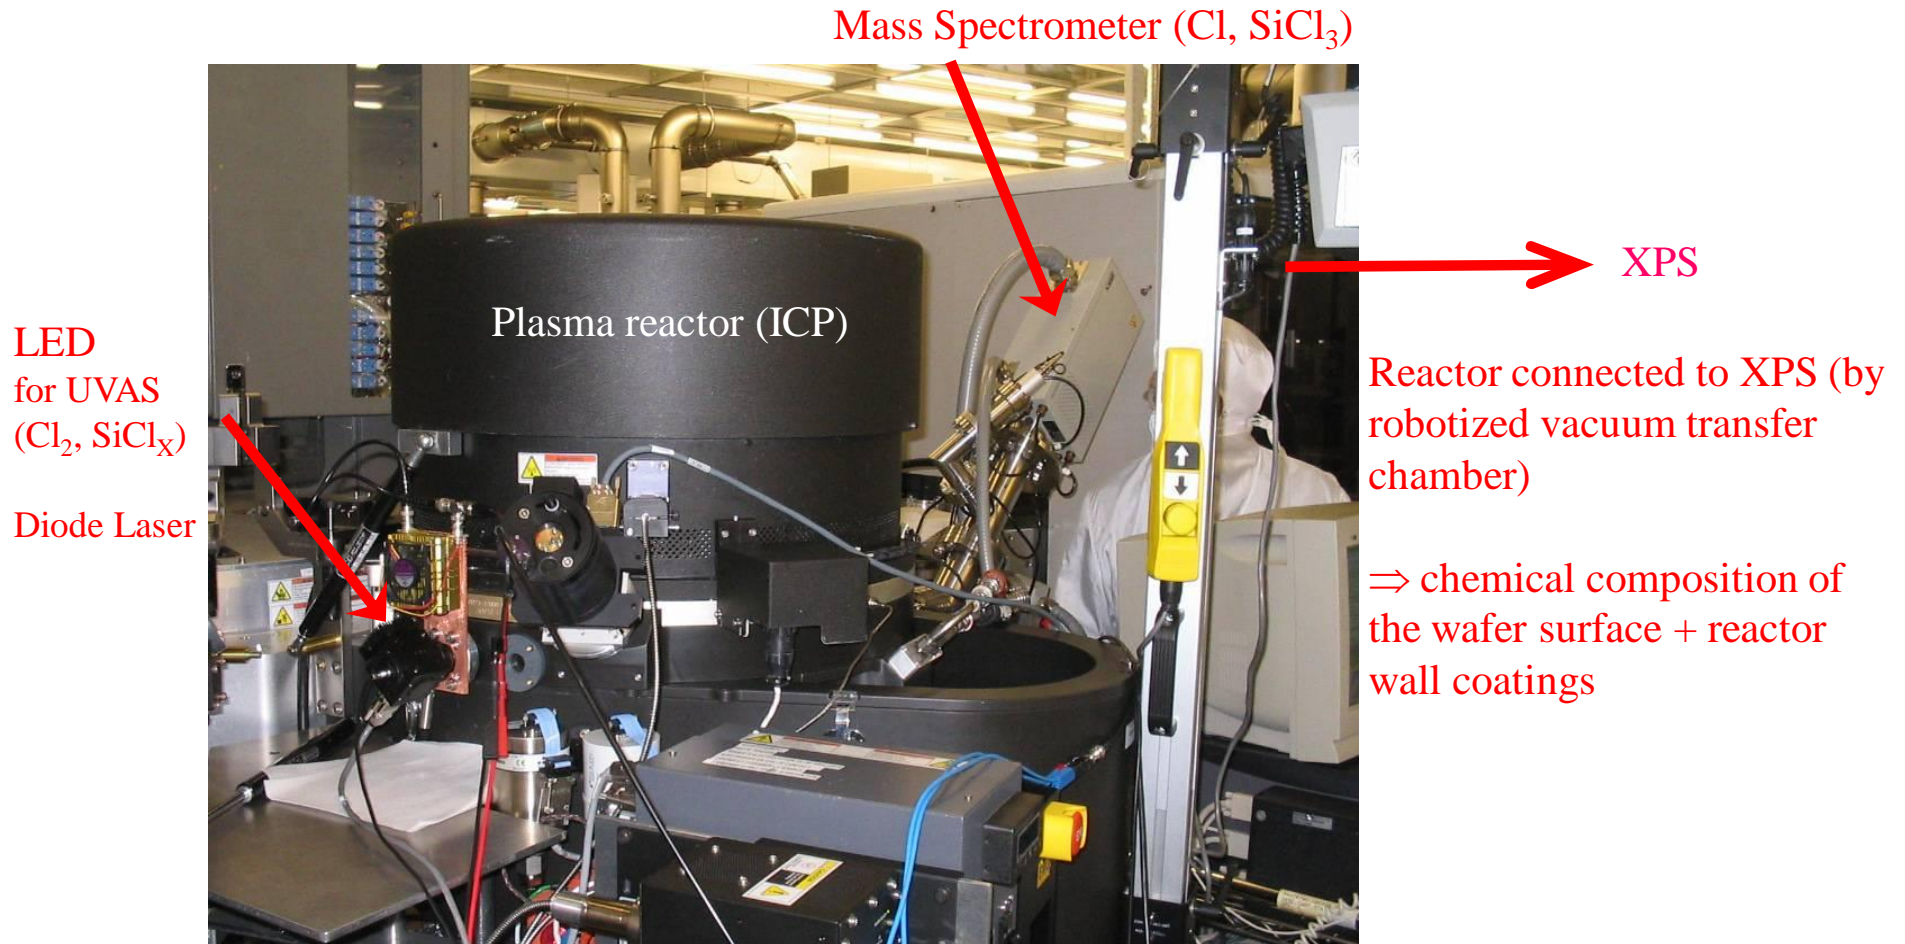 Mass Spectrometer (Cl, SiCl₃)
Plasma reactor (ICP)
LED
for UVAS
(Cl₂, SiCl_X)
Diode Laser
XPS
Reactor connected to XPS (by
robotized vacuum transfer
chamber)
⇒ chemical composition of
the wafer surface + reactor
wall coatings